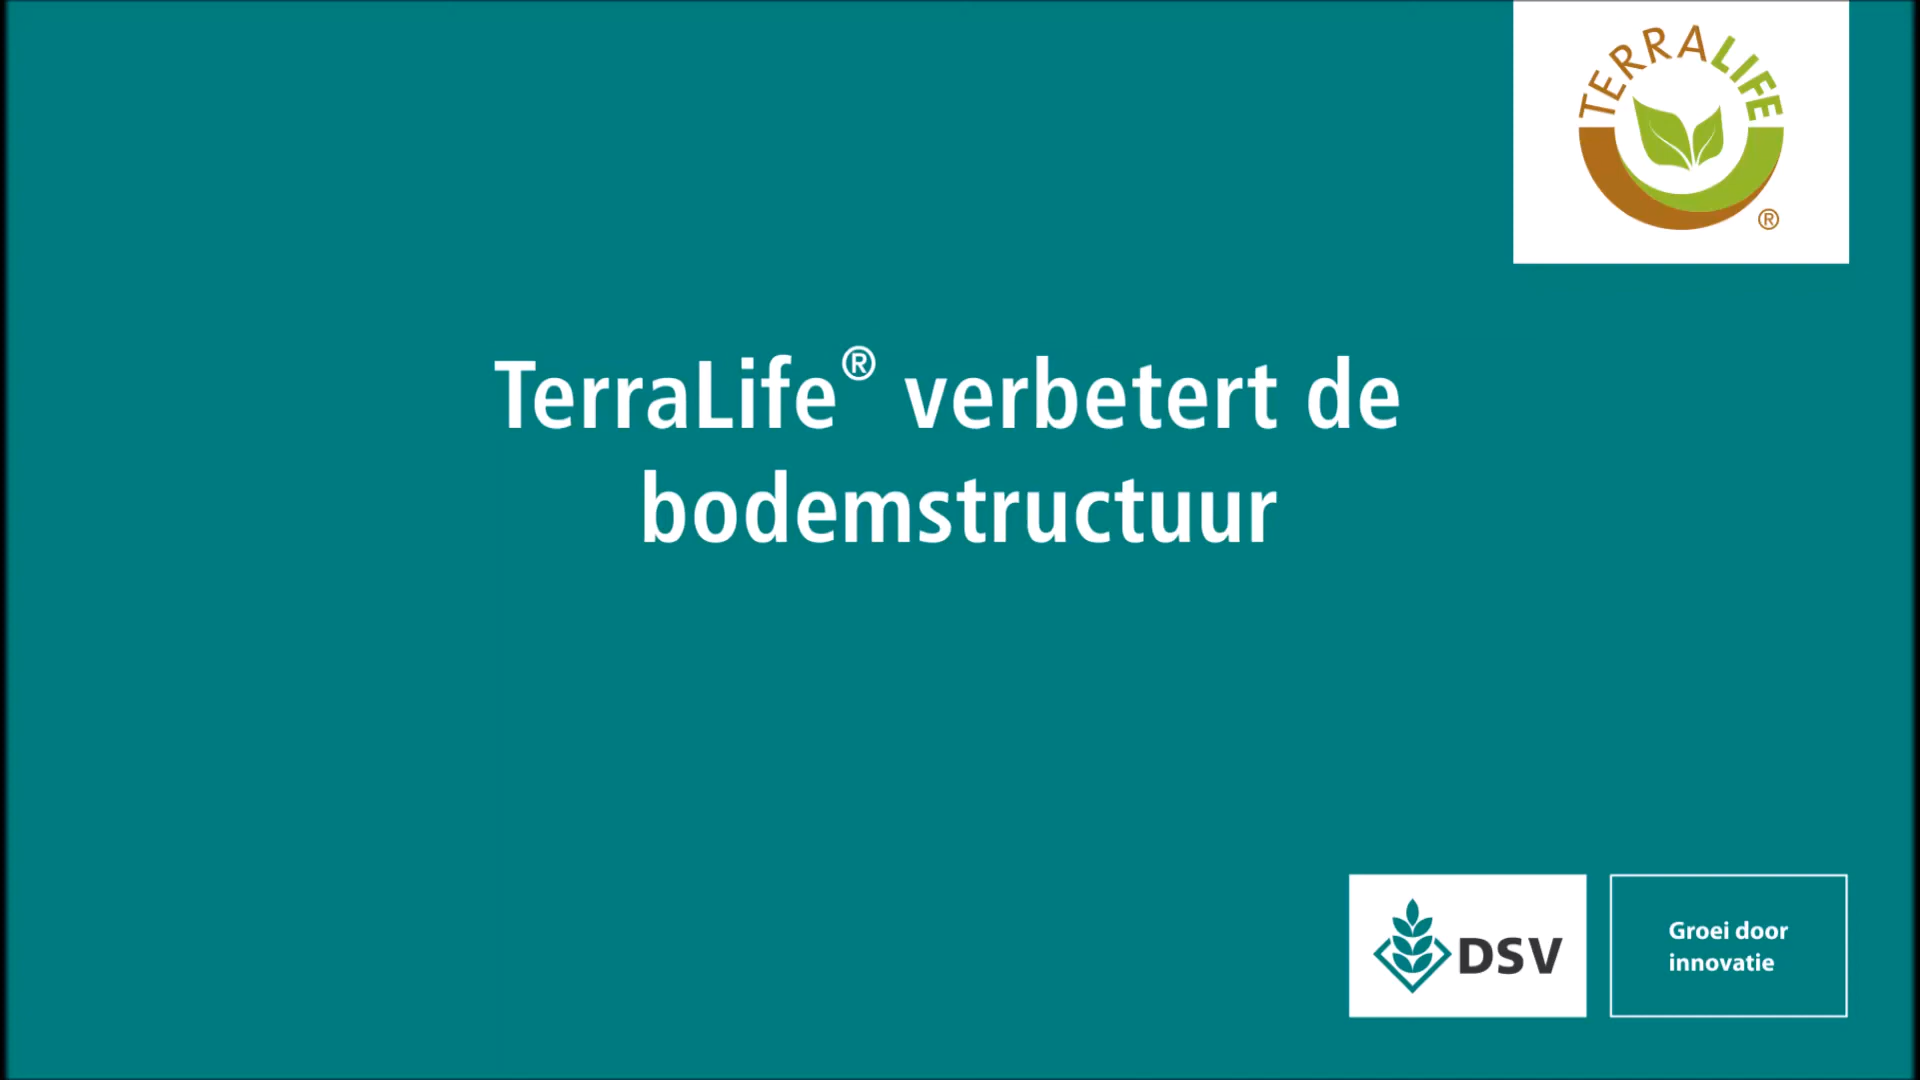 TERRALIFE
®
TerraLife® verbetert de
bodemstructuur
DSV
Groei door
innovatie